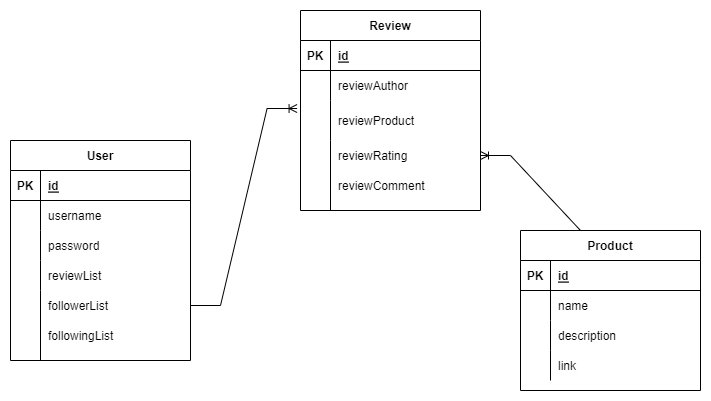 Review
PK id
reviewAuthor
reviewProduct
reviewRating
reviewComment
User
PK id
username
password
reviewList
followerList
followingList
Product
PK id
name
description
link